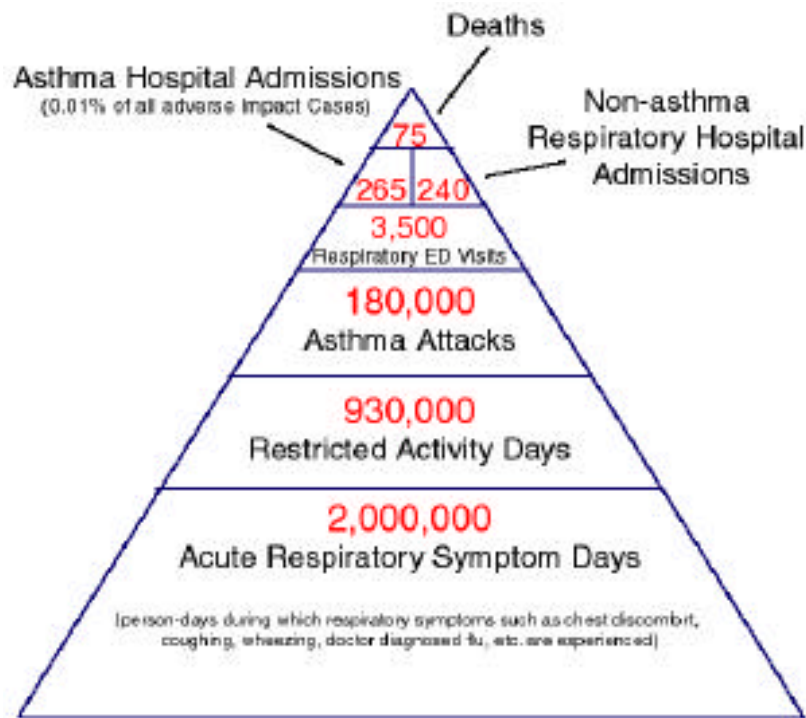 Deaths
Asthma Hospital Admissions
(0.01% of all adverse Impact Cases)
Non-asthma
Respiratory Hospital
Admissions
75
265 240
3,500
Respiratory ED Visits
180,000
Asthma Attacks
930,000
Restricted Activity Days
2,000,000
Acute Respiratory Symptom Days
(person-days during which respiratory symptoms such as chest discomfort,
coughing, wheezing, doctor diagnosed flu, etc. are experienced)